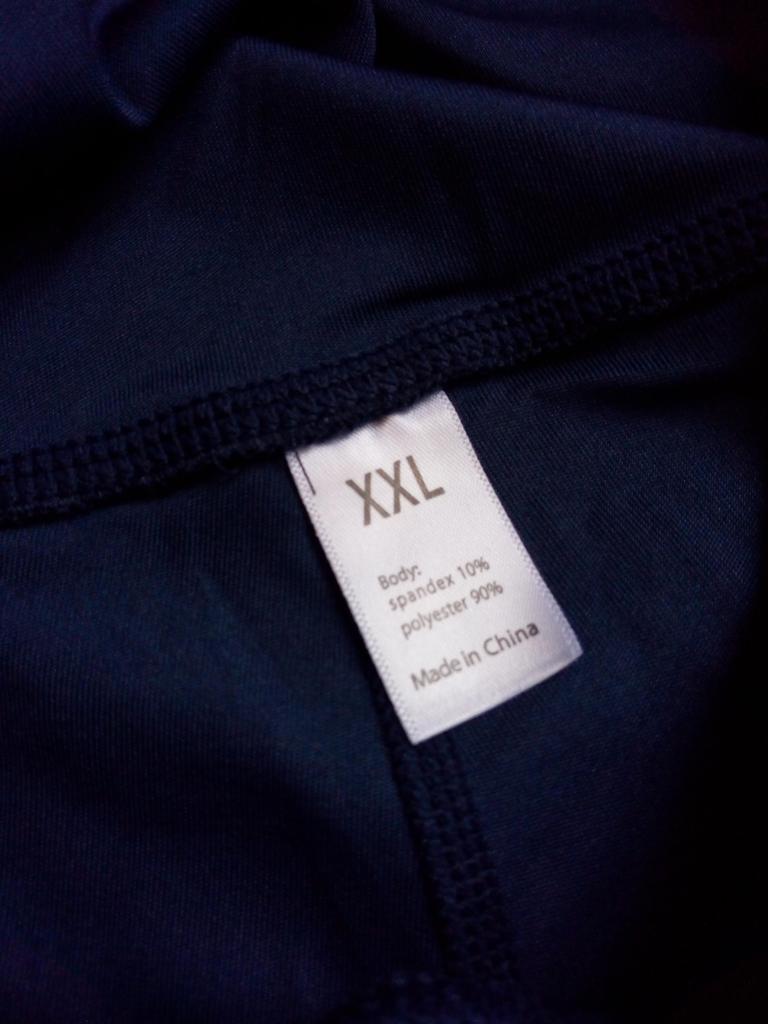 XXL
Body:
spandex 10%
polyester 90%
Made in China